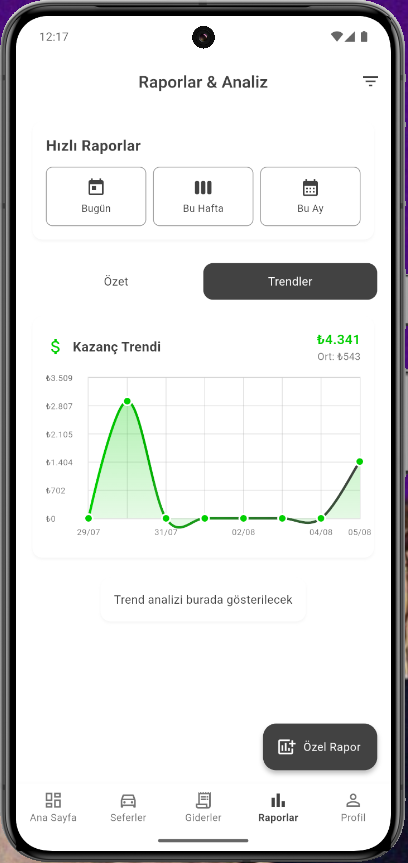 12:17
Raporlar & Analiz
Hızlı Raporlar
Bugün
Bu Hafta
Bu Ay
Özet
Trendler
$ Kazanç Trendi
₺4.341
Ort: ₺543
₺3.509
₺2.807
₺2.105
₺1.404
₺702
₺0
29/07 31/07 02/08 04/08 05/08
Trend analizi burada gösterilecek
Özel Rapor
Ana Sayfa Seferler Giderler Raporlar Profil